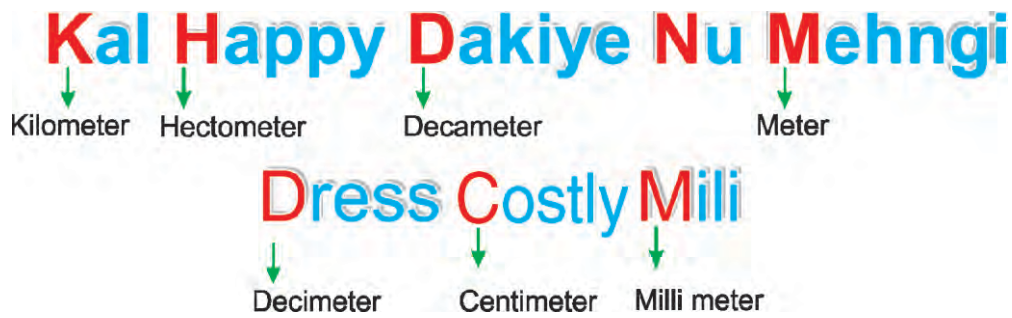 Kal Happy Dakiye Nu Mehngi
Kilometer Hectometer Decameter Meter
Dress Costly Mili
Decimeter Centimeter Milli meter